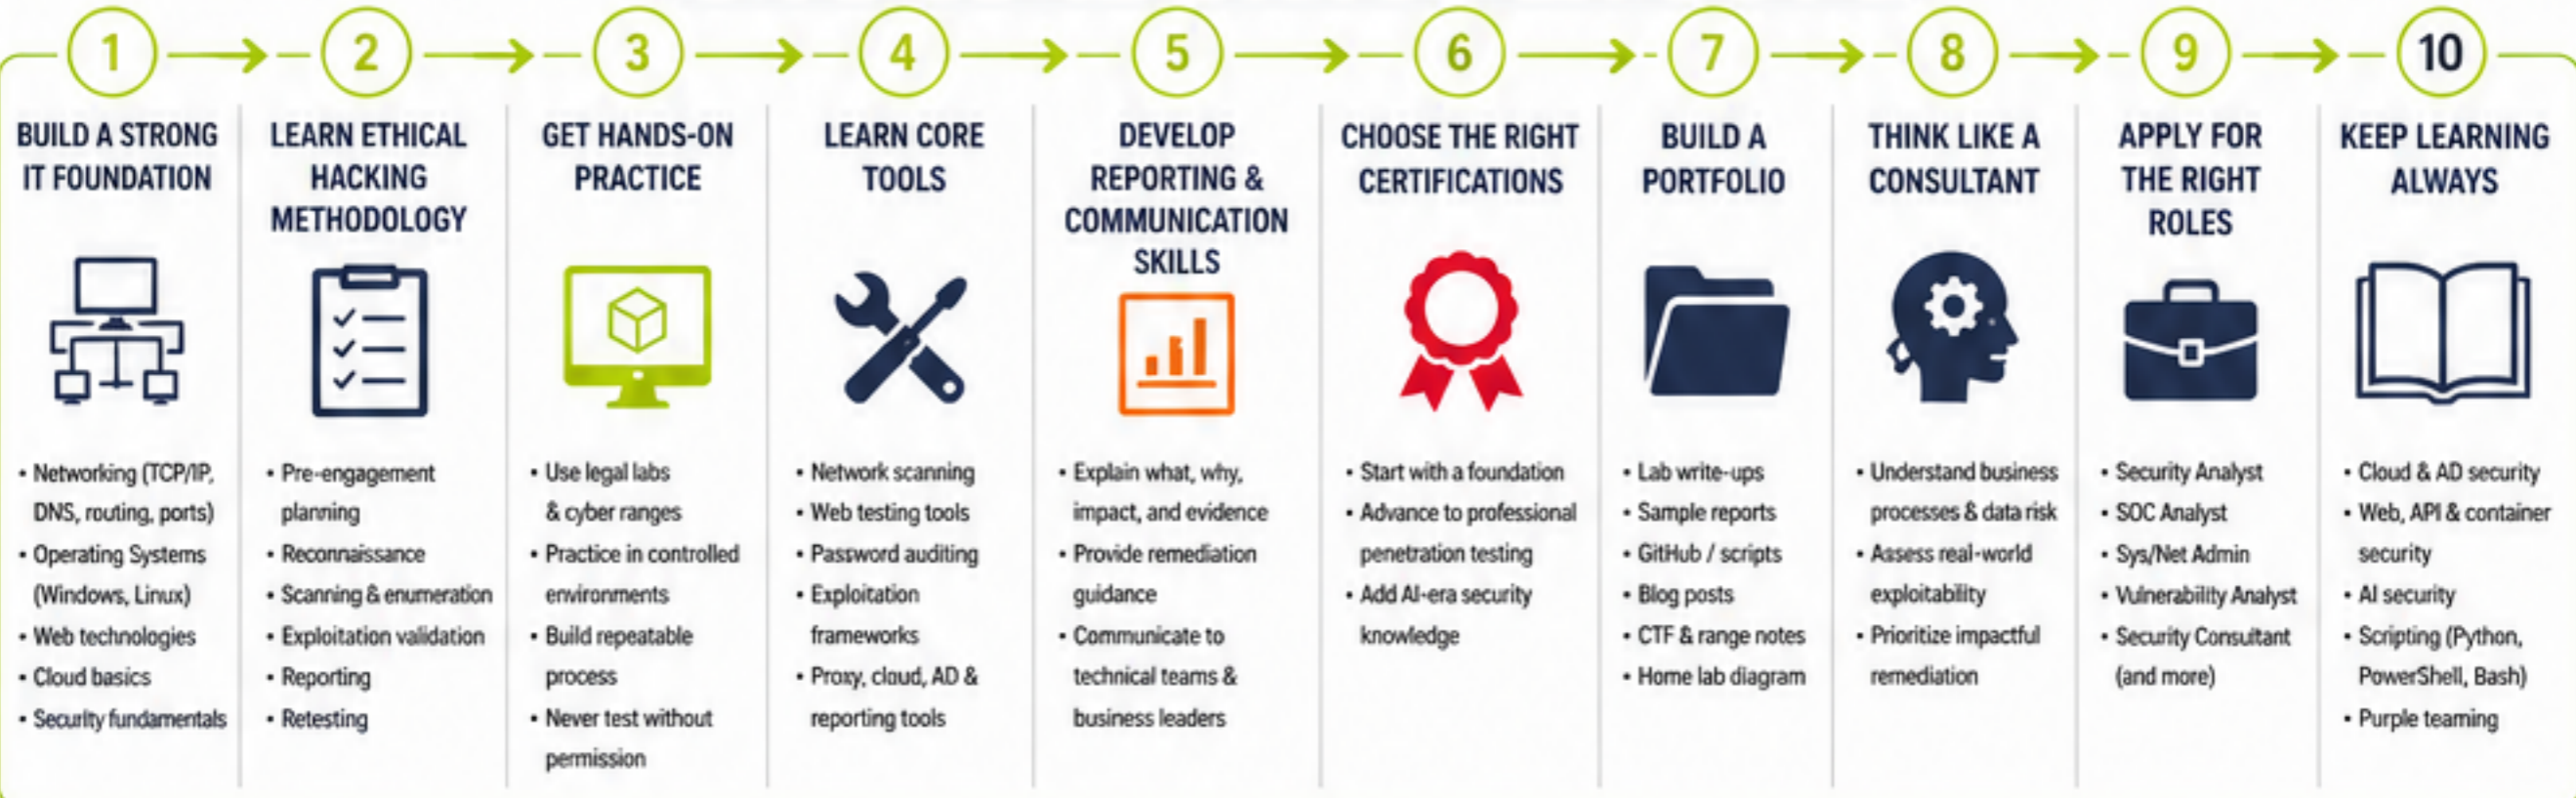 1
BUILD A STRONG
IT FOUNDATION
• Networking (TCP/IP,
DNS, routing, ports)
• Operating Systems
(Windows, Linux)
• Web technologies
• Cloud basics
• Security fundamentals
2
LEARN ETHICAL
HACKING
METHODOLOGY
• Pre-engagement
planning
• Reconnaissance
• Scanning & enumeration
• Exploitation validation
• Reporting
• Retesting
3
GET HANDS-ON
PRACTICE
• Use legal labs
& cyber ranges
• Practice in controlled
environments
• Build repeatable
process
• Never test without
permission
4
LEARN CORE
TOOLS
• Network scanning
• Web testing tools
• Password auditing
• Exploitation
frameworks
• Proxy, cloud, AD &
reporting tools
5
DEVELOP
REPORTING &
COMMUNICATION
SKILLS
• Explain what, why,
impact, and evidence
• Provide remediation
guidance
• Communicate to
technical teams &
business leaders
6
CHOOSE THE RIGHT
CERTIFICATIONS
• Start with a foundation
• Advance to professional
penetration testing
• Add AI-era security
knowledge
7
BUILD A
PORTFOLIO
• Lab write-ups
• Sample reports
• GitHub / scripts
• Blog posts
• CTF & range notes
• Home lab diagram
8
THINK LIKE A
CONSULTANT
• Understand business
processes & data risk
• Assess real-world
exploitability
• Prioritize impactful
remediation
9
APPLY FOR
THE RIGHT
ROLES
• Security Analyst
• SOC Analyst
• Sys/Net Admin
• Vulnerability Analyst
• Security Consultant
(and more)
10
KEEP LEARNING
ALWAYS
• Cloud & AD security
• Web, API & container
security
• AI security
• Scripting (Python,
PowerShell, Bash)
• Purple teaming